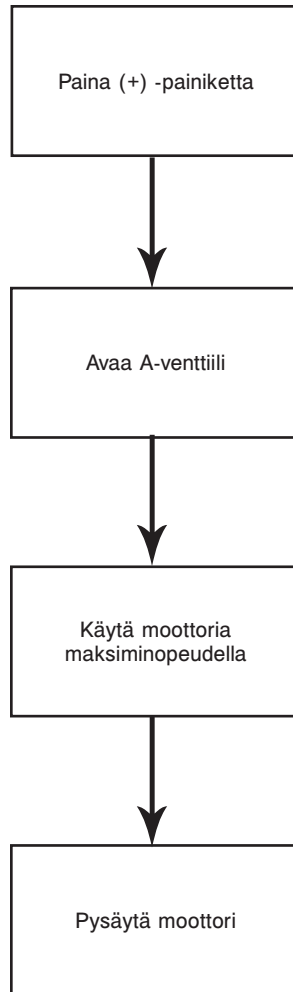 Paina (+) -painiketta
Avaa A-venttiili
Käytä moottoria
maksiminopeudella
Pysäytä moottori